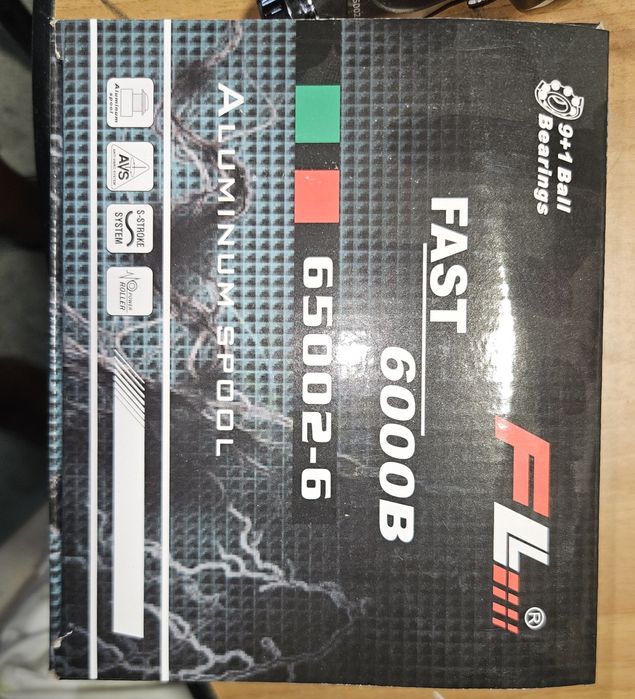 9+1 Ball
Bearings
FL
®
FAST
6000B
65002-6
ALUMINUM SPOOL
Aluminum
spool
AVS
S-STROKE
SYSTEM
POWER
ROLLER